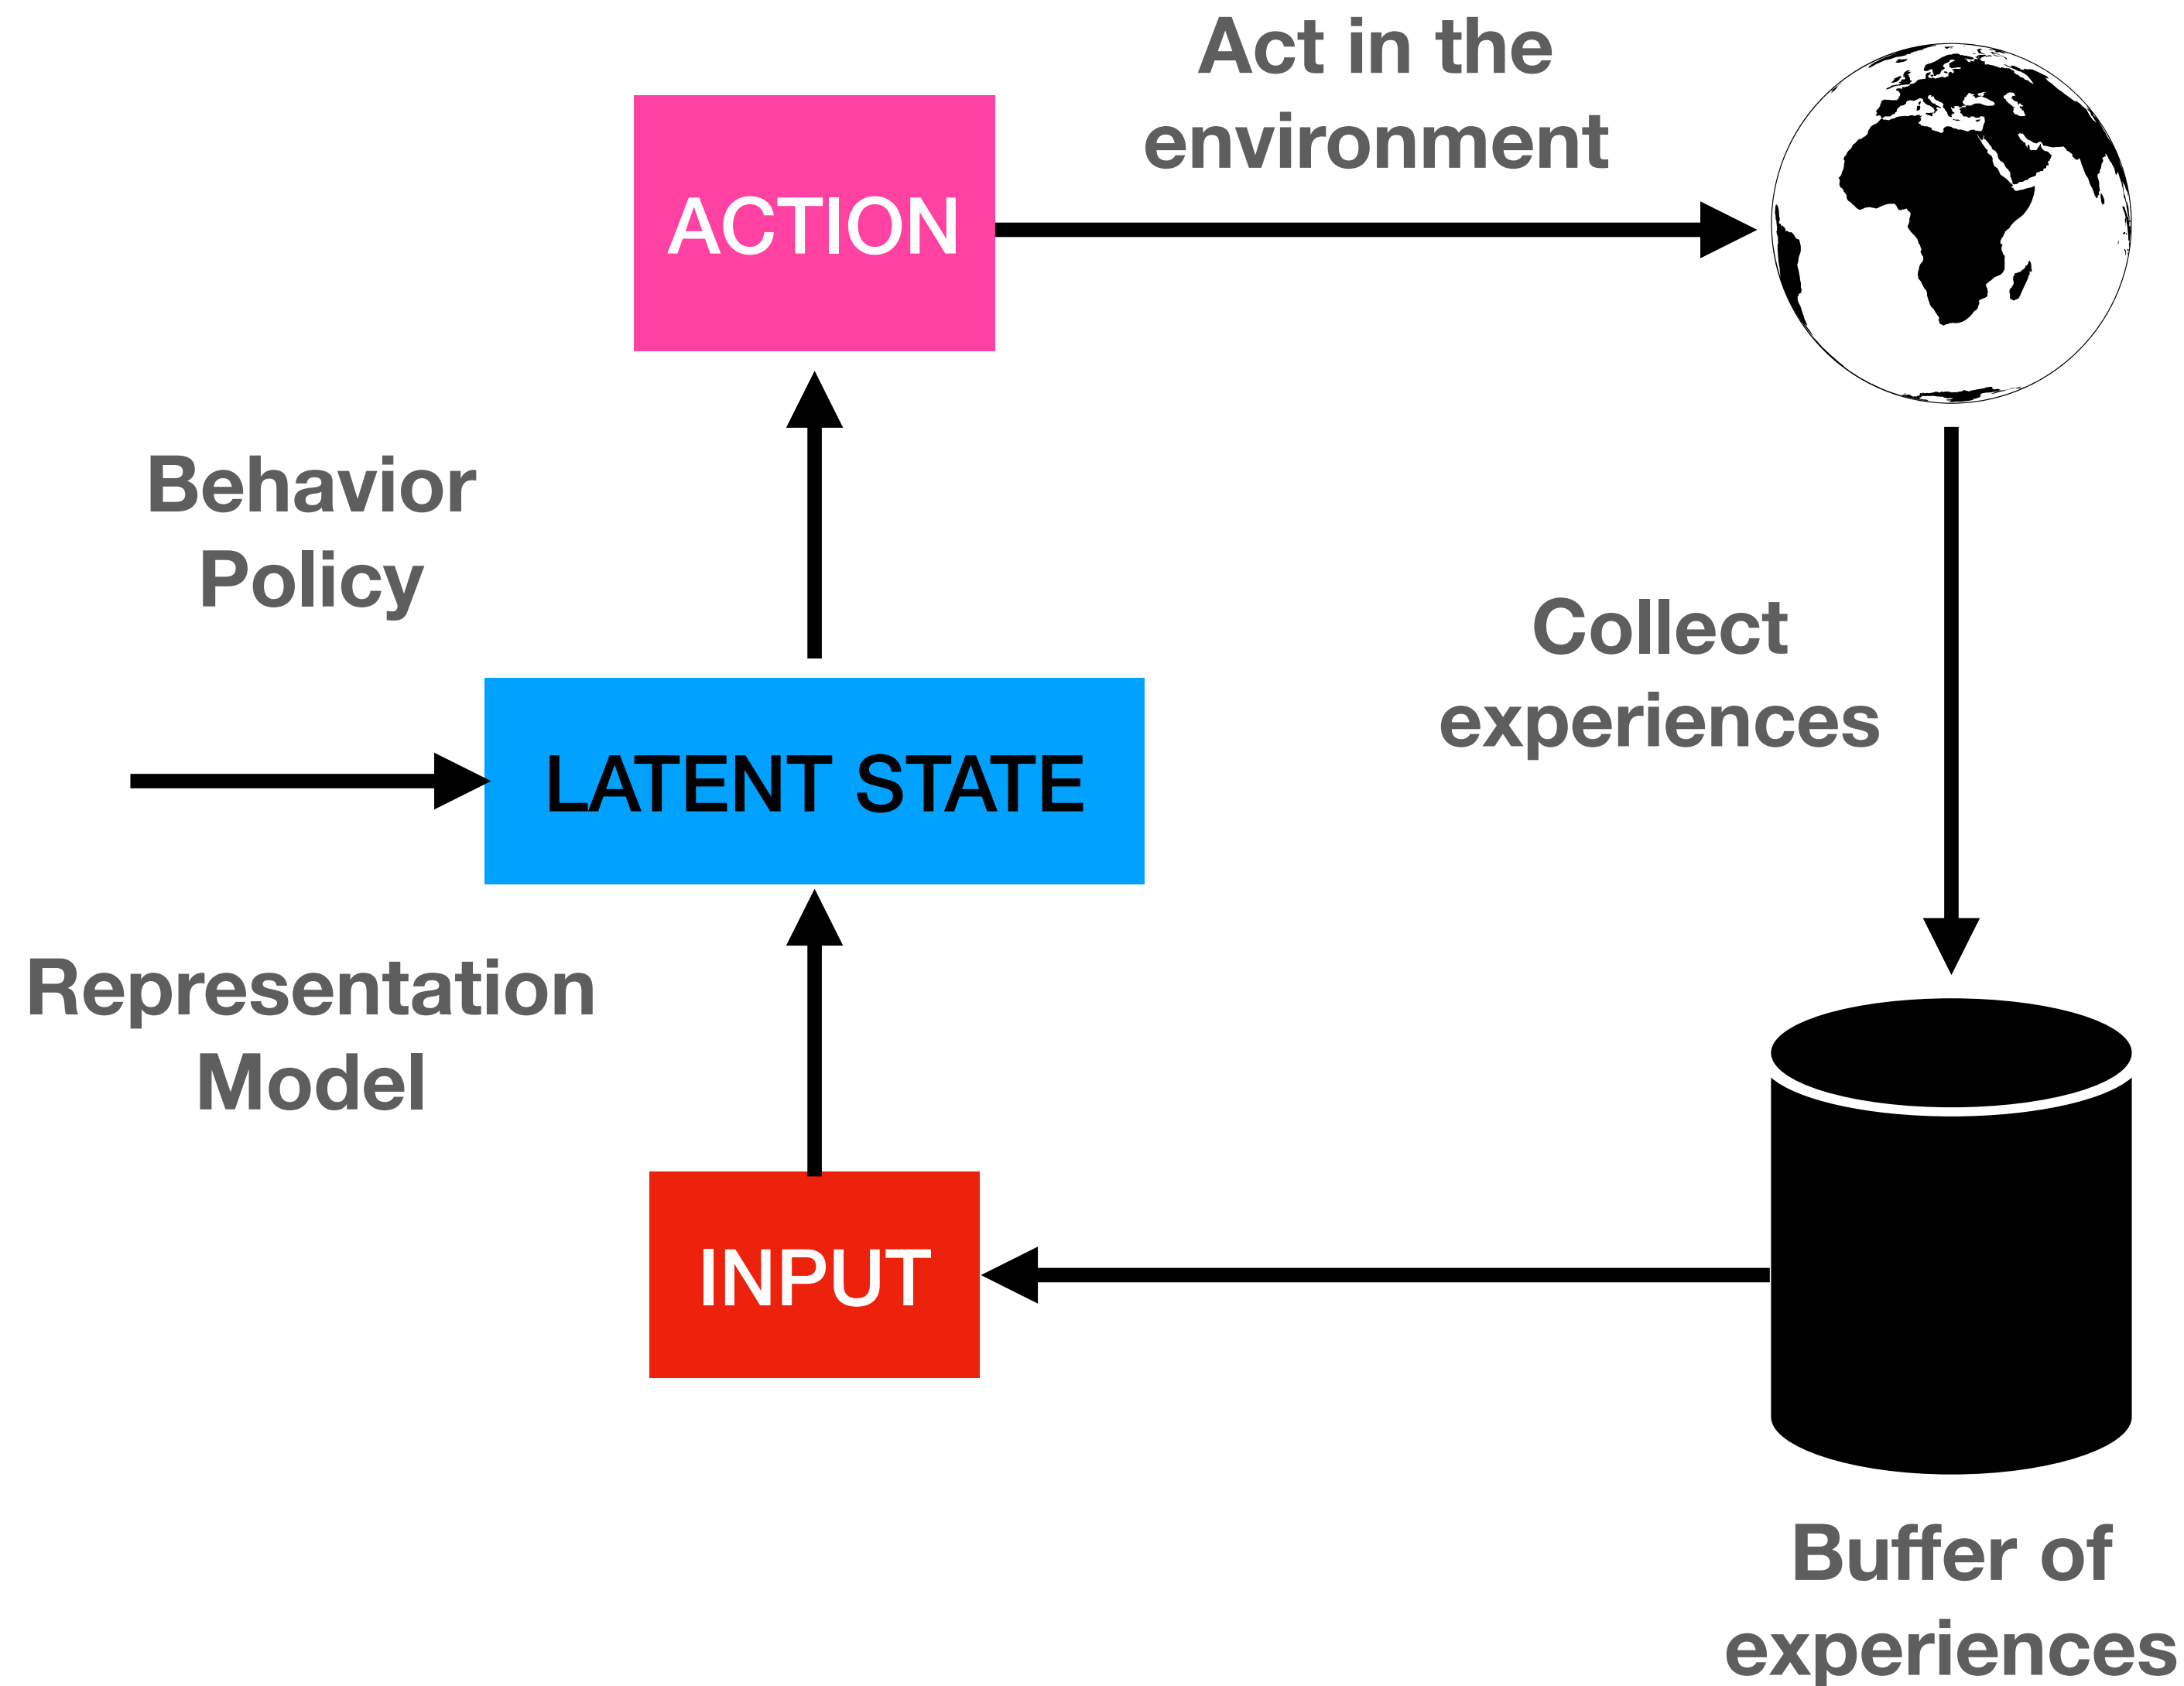 Act in the
environment
ACTION
Behavior
Policy
Collect
experiences
LATENT STATE
Representation
Model
INPUT
Buffer of
experiences